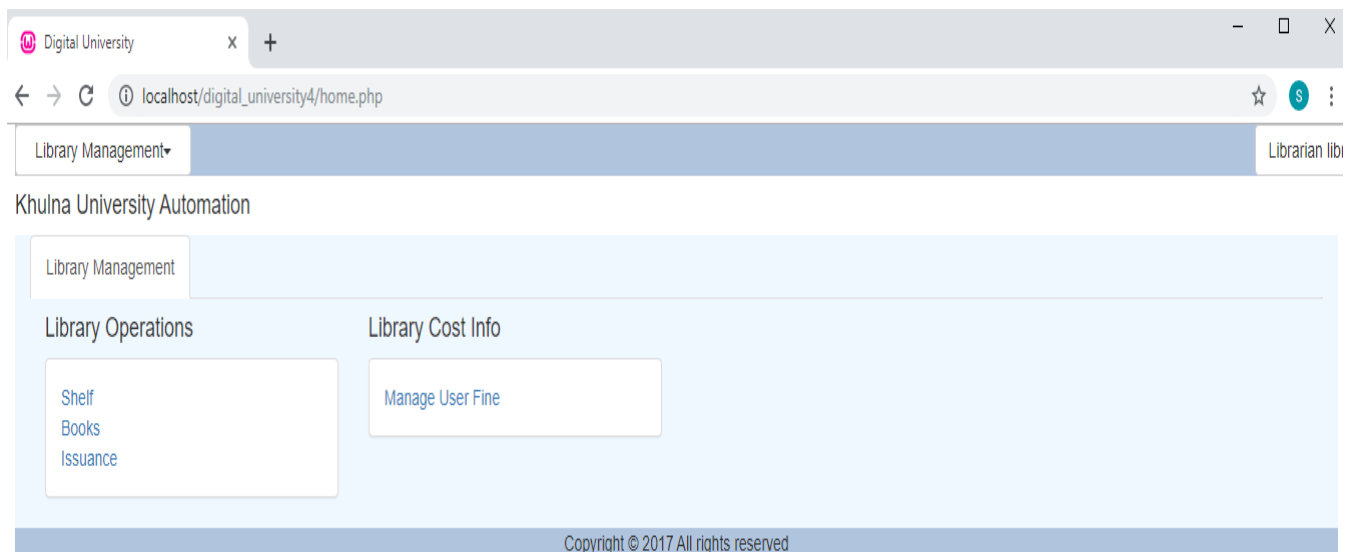 Digital University
localhost/digital_university4/home.php
S
Library Management
Librarian
Khulna University Automation
Library Management
Library Operations
Library Cost Info
Shelf
Books
Issuance
Manage User Fine
Copyright © 2017 All rights reserved